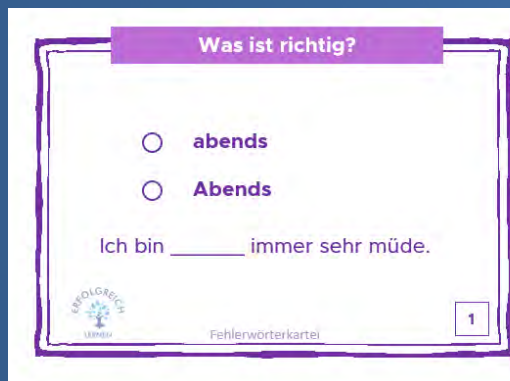 Was ist richtig?
abends
Abends
Ich bin _______ immer sehr müde.
ERFOLGREICH
LERNEN
Fehlerwörterkartei
1